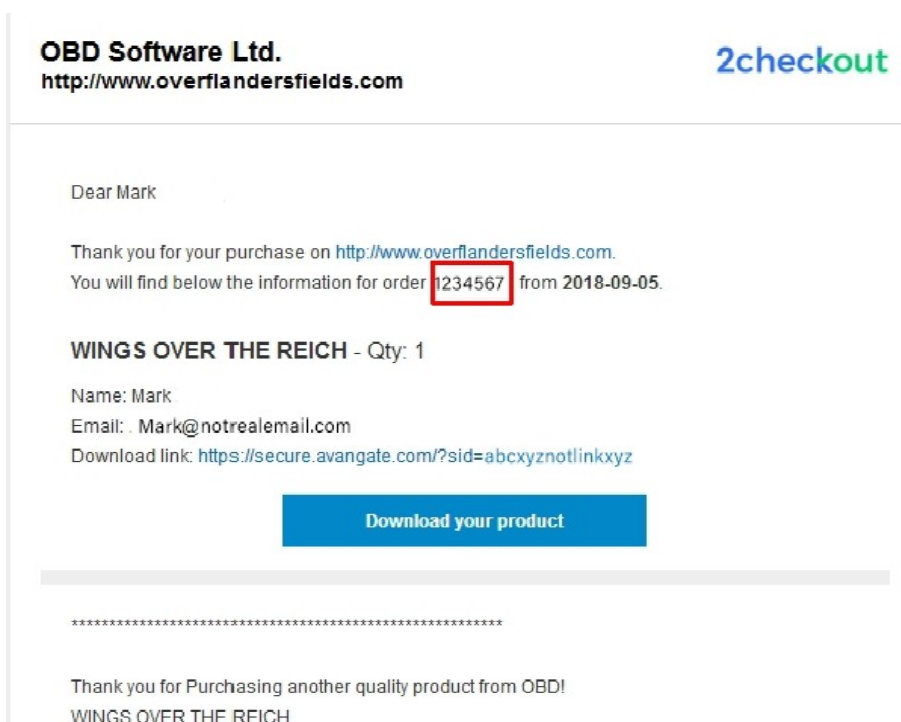 OBD Software Ltd.
2checkout
http://www.overflandersfields.com
Dear Mark
Thank you for your purchase on http://www.overflandersfields.com.
You will find below the information for order 1234567 from 2018-09-05.
WINGS OVER THE REICH - Qty: 1
Name: Mark
Email: . Mark@notrealemail.com
Download link: https://secure.avangate.com/?sid=abcxyznotlinkxyz
Download your product
*********************************************************
Thank you for Purchasing another quality product from OBD!
WINGS OVER THE REICH